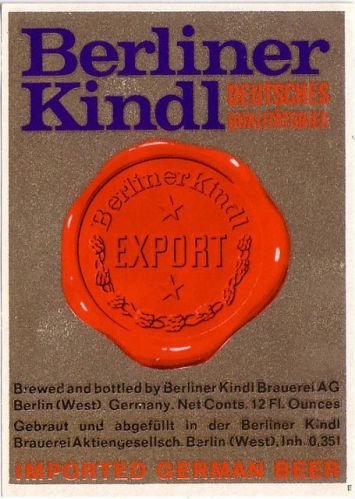 Berliner
Kindl
DEUTSCHES
QUALITÄTSBIER
Berliner Kindl
EXPORT
Brewed and bottled by Berliner Kindl Brauerei AG
Berlin (West). Germany. Net Conts. 12 Fl. Ounces
Gebraut und abgefüllt in der Berliner Kindl
Brauerei Aktiengesellsch. Berlin (West), Inh. 0,35l
IMPORTED GERMAN BEER